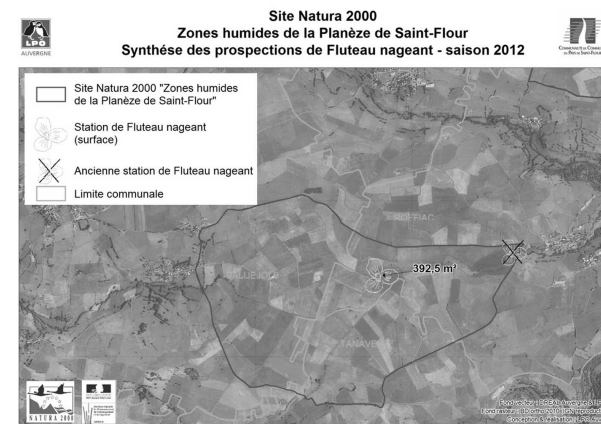 Site Natura 2000
Zones humides de la Planèze de Saint-Flour
Synthése des prospections de Fluteau nageant - saison 2012
LPO
AUVERGNE
Site Natura 2000 "Zones humides
de la Planèze de Saint-Flour"
Station de Fluteau nageant
(surface)
Ancienne station de Fluteau nageant
Limite communale
392,5 m²
NATURA 2000